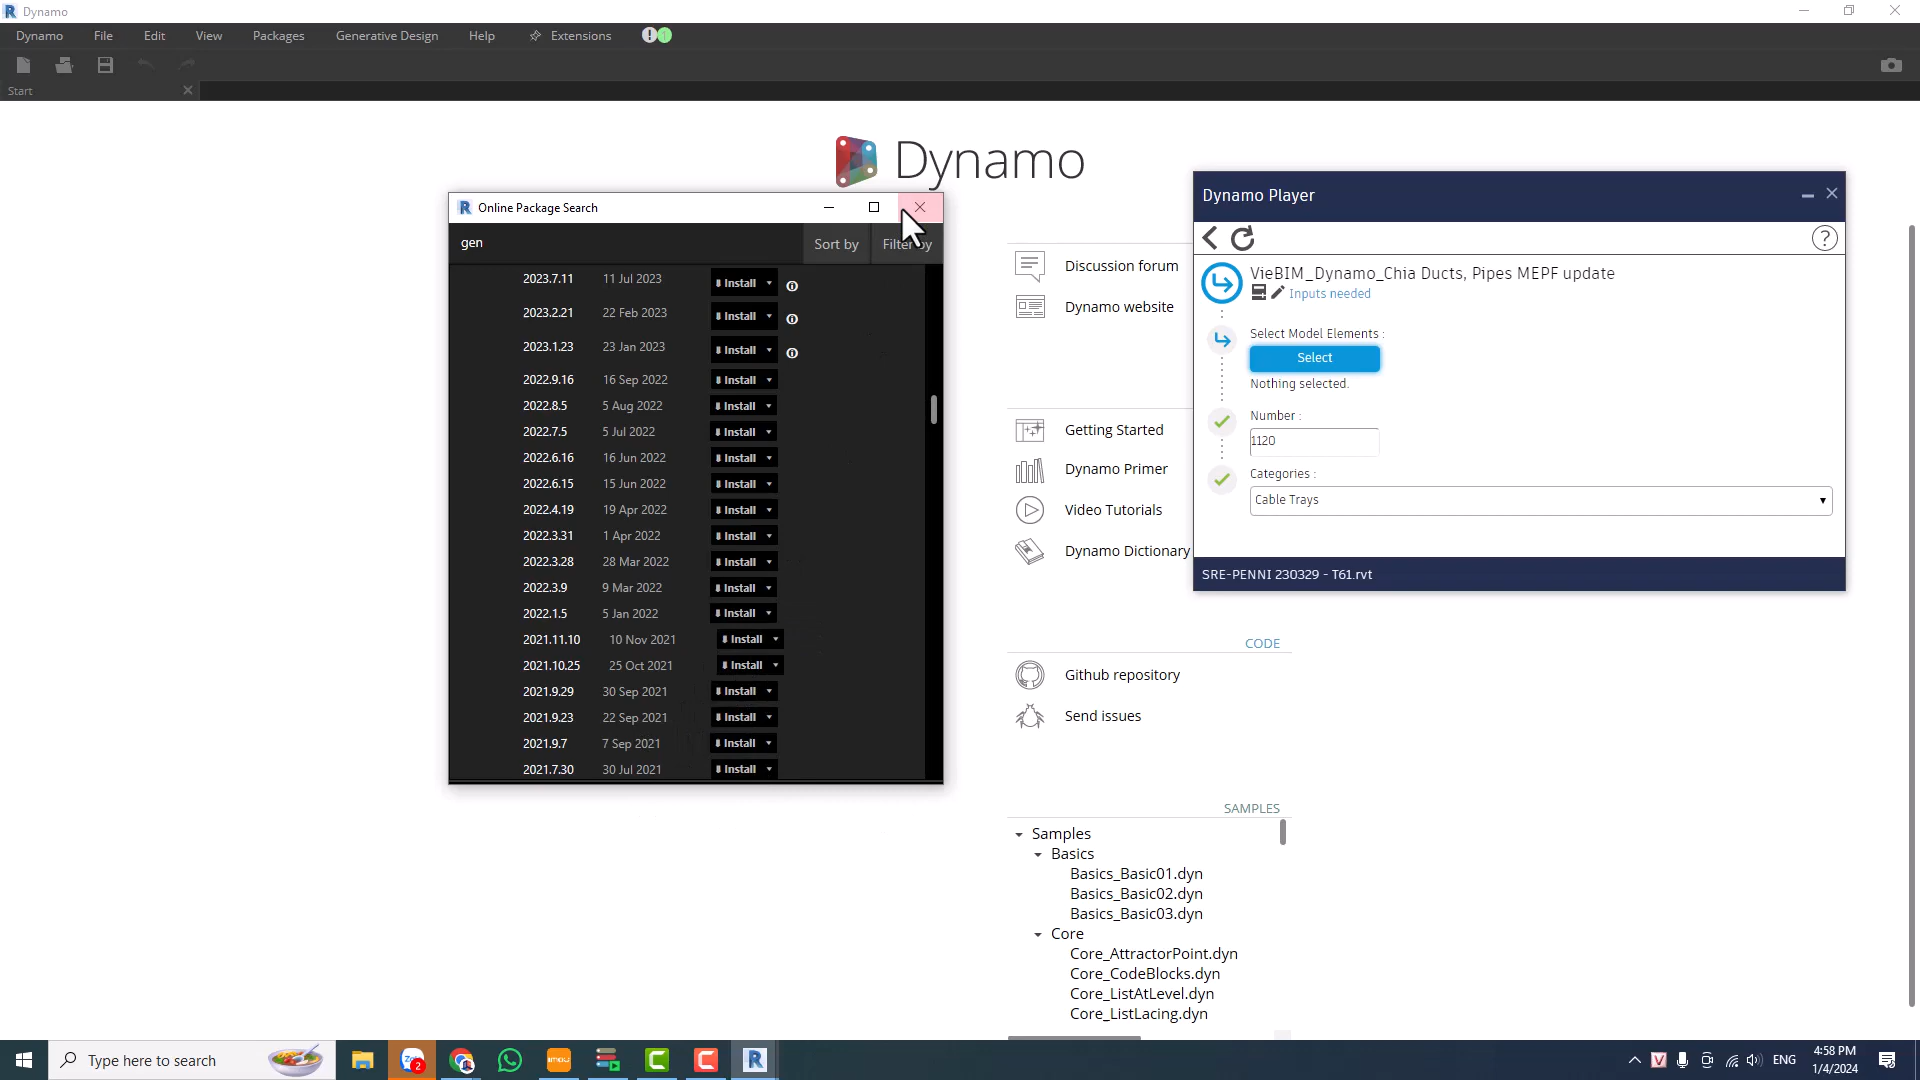 Dynamo
Dynamo File Edit View Packages Generative Design Help Extensions ! 1
Start
Dynamo
Online Package Search
gen Sort by Filter by
2023.7.11 11 Jul 2023 Install
2023.2.21 22 Feb 2023 Install
2023.1.23 23 Jan 2023 Install
2022.9.16 16 Sep 2022 Install
2022.8.5 5 Aug 2022 Install
2022.7.5 5 Jul 2022 Install
2022.6.16 16 Jun 2022 Install
2022.6.15 15 Jun 2022 Install
2022.4.19 19 Apr 2022 Install
2022.3.31 1 Apr 2022 Install
2022.3.28 28 Mar 2022 Install
2022.3.9 9 Mar 2022 Install
2022.1.5 5 Jan 2022 Install
2021.11.10 10 Nov 2021 Install
2021.10.25 25 Oct 2021 Install
2021.9.29 30 Sep 2021 Install
2021.9.23 22 Sep 2021 Install
2021.9.7 7 Sep 2021 Install
2021.7.30 30 Jul 2021 Install
Discussion forum
Dynamo website
Getting Started
Dynamo Primer
Video Tutorials
Dynamo Dictionary
CODE
Github repository
Send issues
SAMPLES
Samples
Basics
Basics_Basic01.dyn
Basics_Basic02.dyn
Basics_Basic03.dyn
Core
Core_AttractorPoint.dyn
Core_CodeBlocks.dyn
Core_ListAtLevel.dyn
Core_ListLacing.dyn
Dynamo Player
?
VieBIM_Dynamo_Chia Ducts, Pipes MEPF update
Inputs needed
Select Model Elements :
Select
Nothing selected.
Number :
1120
Categories :
Cable Trays
SRE-PENNI 230329 - T61.rvt
Type here to search
Zalo 2
ENG
4:58 PM
1/4/2024